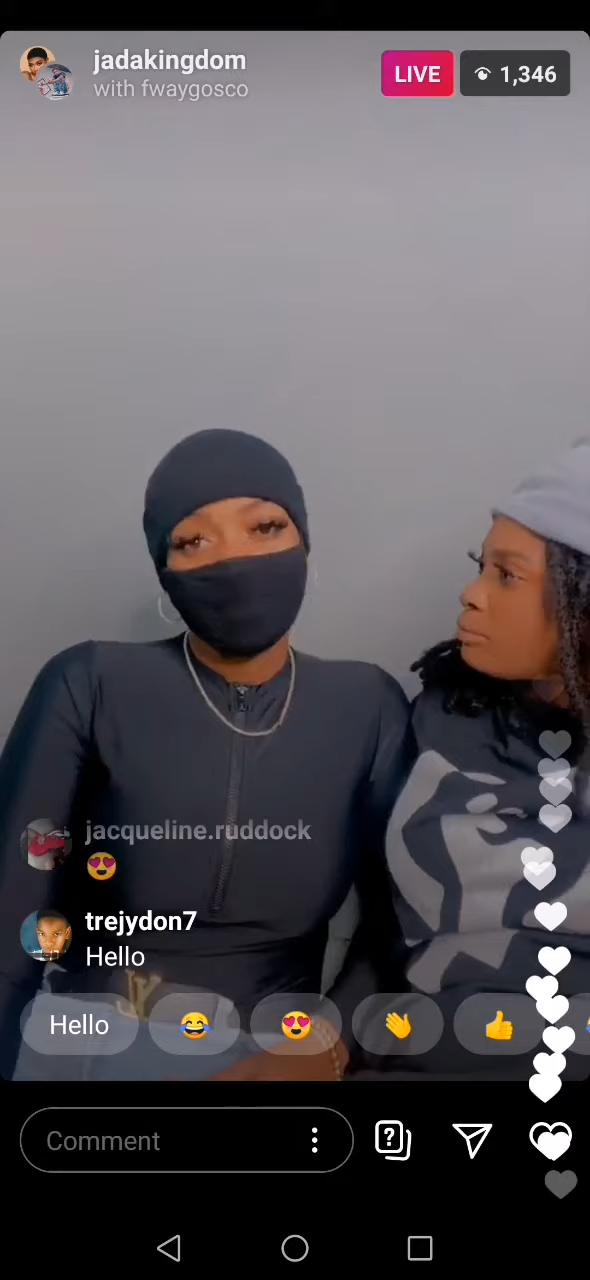 jadakingdom
with fwaygosco
LIVE
1,346
jacqueline.ruddock
😍
trejydon7
Hello
Hello 😂 😍 👋 👍
Comment